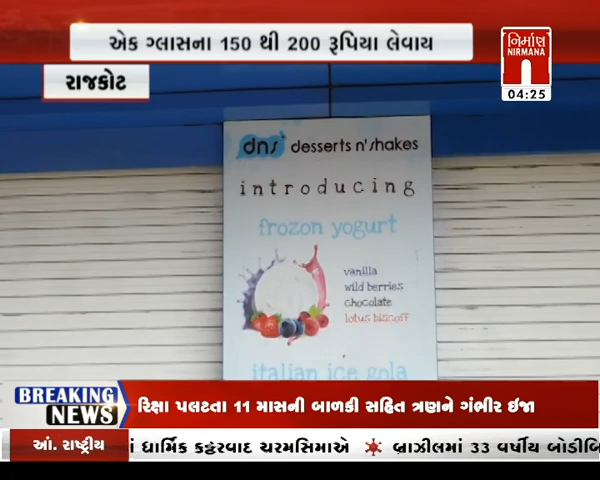 એક ગ્લાસના 150 થી 200 રૂપિયા લેવાય
નિર્માણ
NIRMANA
રાજકોટ
04:25
dns desserts n' shakes
introducing
frozon yogurt
vanilla
wild berries
chocolate
lotus biscoff
italian ice gola
BREAKING NEWS
રિક્ષા પલટતા 11 માસની બાળકી સહિત ત્રણને ગંભીર ઇજા
આં. રાષ્ટ્રીય
ધાર્મિક કટ્ટરવાદ ચરમસિમાએ બ્રાઝીલમાં 33 વર્ષીય